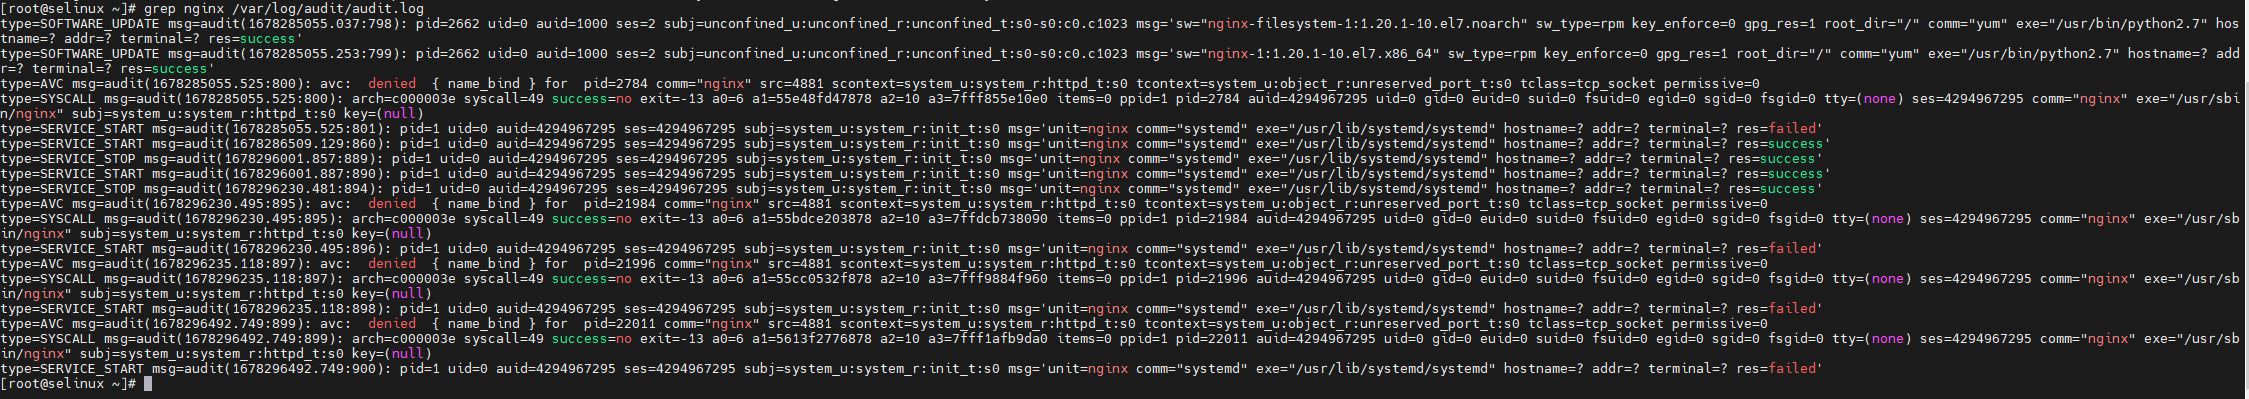 [root@selinux ~]# grep nginx /var/log/audit/audit.log
type=SOFTWARE_UPDATE msg=audit(1678285055.037:798): pid=2662 uid=0 auid=1000 ses=2 subj=unconfined_u:unconfined_r:unconfined_t:s0-s0:c0.c1023 msg='sw="nginx-filesystem-1:1.20.1-10.el7.noarch" sw_type=rpm key_enforce=0 gpg_res=1 root_dir="/" comm="yum" exe="/usr/bin/python2.7" hos
tname=? addr=? terminal=? res=success'
type=SOFTWARE_UPDATE msg=audit(1678285055.253:799): pid=2662 uid=0 auid=1000 ses=2 subj=unconfined_u:unconfined_r:unconfined_t:s0-s0:c0.c1023 msg='sw="nginx-1:1.20.1-10.el7.x86_64" sw_type=rpm key_enforce=0 gpg_res=1 root_dir="/" comm="yum" exe="/usr/bin/python2.7" hostname=? add
r=? terminal=? res=success'
type=AVC msg=audit(1678285055.525:800): avc:  denied  { name_bind } for  pid=2784 comm="nginx" src=4881 scontext=system_u:system_r:httpd_t:s0 tcontext=system_u:object_r:unreserved_port_t:s0 tclass=tcp_socket permissive=0
type=SYSCALL msg=audit(1678285055.525:800): arch=c000003e syscall=49 success=no exit=-13 a0=6 a1=55e48fd47878 a2=10 a3=7fff855e10e0 items=0 ppid=1 pid=2784 auid=4294967295 uid=0 gid=0 euid=0 suid=0 fsuid=0 egid=0 sgid=0 fsgid=0 tty=(none) ses=4294967295 comm="nginx" exe="/usr/sbi
n/nginx" subj=system_u:system_r:httpd_t:s0 key=(null)
type=SERVICE_START msg=audit(1678285055.525:801): pid=1 uid=0 auid=4294967295 ses=4294967295 subj=system_u:system_r:init_t:s0 msg='unit=nginx comm="systemd" exe="/usr/lib/systemd/systemd" hostname=? addr=? terminal=? res=failed'
type=SERVICE_START msg=audit(1678286509.129:860): pid=1 uid=0 auid=4294967295 ses=4294967295 subj=system_u:system_r:init_t:s0 msg='unit=nginx comm="systemd" exe="/usr/lib/systemd/systemd" hostname=? addr=? terminal=? res=success'
type=SERVICE_STOP msg=audit(1678296001.857:889): pid=1 uid=0 auid=4294967295 ses=4294967295 subj=system_u:system_r:init_t:s0 msg='unit=nginx comm="systemd" exe="/usr/lib/systemd/systemd" hostname=? addr=? terminal=? res=success'
type=SERVICE_START msg=audit(1678296001.887:890): pid=1 uid=0 auid=4294967295 ses=4294967295 subj=system_u:system_r:init_t:s0 msg='unit=nginx comm="systemd" exe="/usr/lib/systemd/systemd" hostname=? addr=? terminal=? res=success'
type=SERVICE_STOP msg=audit(1678296230.481:894): pid=1 uid=0 auid=4294967295 ses=4294967295 subj=system_u:system_r:init_t:s0 msg='unit=nginx comm="systemd" exe="/usr/lib/systemd/systemd" hostname=? addr=? terminal=? res=success'
type=AVC msg=audit(1678296230.495:895): avc:  denied  { name_bind } for  pid=21984 comm="nginx" src=4881 scontext=system_u:system_r:httpd_t:s0 tcontext=system_u:object_r:unreserved_port_t:s0 tclass=tcp_socket permissive=0
type=SYSCALL msg=audit(1678296230.495:895): arch=c000003e syscall=49 success=no exit=-13 a0=6 a1=55bdce203878 a2=10 a3=7ffdcb738090 items=0 ppid=1 pid=21984 auid=4294967295 uid=0 gid=0 euid=0 suid=0 fsuid=0 egid=0 sgid=0 fsgid=0 tty=(none) ses=4294967295 comm="nginx" exe="/usr/sb
in/nginx" subj=system_u:system_r:httpd_t:s0 key=(null)
type=SERVICE_START msg=audit(1678296230.495:896): pid=1 uid=0 auid=4294967295 ses=4294967295 subj=system_u:system_r:init_t:s0 msg='unit=nginx comm="systemd" exe="/usr/lib/systemd/systemd" hostname=? addr=? terminal=? res=failed'
type=AVC msg=audit(1678296235.118:897): avc:  denied  { name_bind } for  pid=21996 comm="nginx" src=4881 scontext=system_u:system_r:httpd_t:s0 tcontext=system_u:object_r:unreserved_port_t:s0 tclass=tcp_socket permissive=0
type=SYSCALL msg=audit(1678296235.118:897): arch=c000003e syscall=49 success=no exit=-13 a0=6 a1=55cc0532f878 a2=10 a3=7fff9884f960 items=0 ppid=1 pid=21996 auid=4294967295 uid=0 gid=0 euid=0 suid=0 fsuid=0 egid=0 sgid=0 fsgid=0 tty=(none) ses=4294967295 comm="nginx" exe="/usr/sb
in/nginx" subj=system_u:system_r:httpd_t:s0 key=(null)
type=SERVICE_START msg=audit(1678296235.118:898): pid=1 uid=0 auid=4294967295 ses=4294967295 subj=system_u:system_r:init_t:s0 msg='unit=nginx comm="systemd" exe="/usr/lib/systemd/systemd" hostname=? addr=? terminal=? res=failed'
type=AVC msg=audit(1678296492.749:899): avc:  denied  { name_bind } for  pid=22011 comm="nginx" src=4881 scontext=system_u:system_r:httpd_t:s0 tcontext=system_u:object_r:unreserved_port_t:s0 tclass=tcp_socket permissive=0
type=SYSCALL msg=audit(1678296492.749:899): arch=c000003e syscall=49 success=no exit=-13 a0=6 a1=5613f2776878 a2=10 a3=7fff1afb9da0 items=0 ppid=1 pid=22011 auid=4294967295 uid=0 gid=0 euid=0 suid=0 fsuid=0 egid=0 sgid=0 fsgid=0 tty=(none) ses=4294967295 comm="nginx" exe="/usr/sb
in/nginx" subj=system_u:system_r:httpd_t:s0 key=(null)
type=SERVICE_START msg=audit(1678296492.749:900): pid=1 uid=0 auid=4294967295 ses=4294967295 subj=system_u:system_r:init_t:s0 msg='unit=nginx comm="systemd" exe="/usr/lib/systemd/systemd" hostname=? addr=? terminal=? res=failed'
[root@selinux ~]#